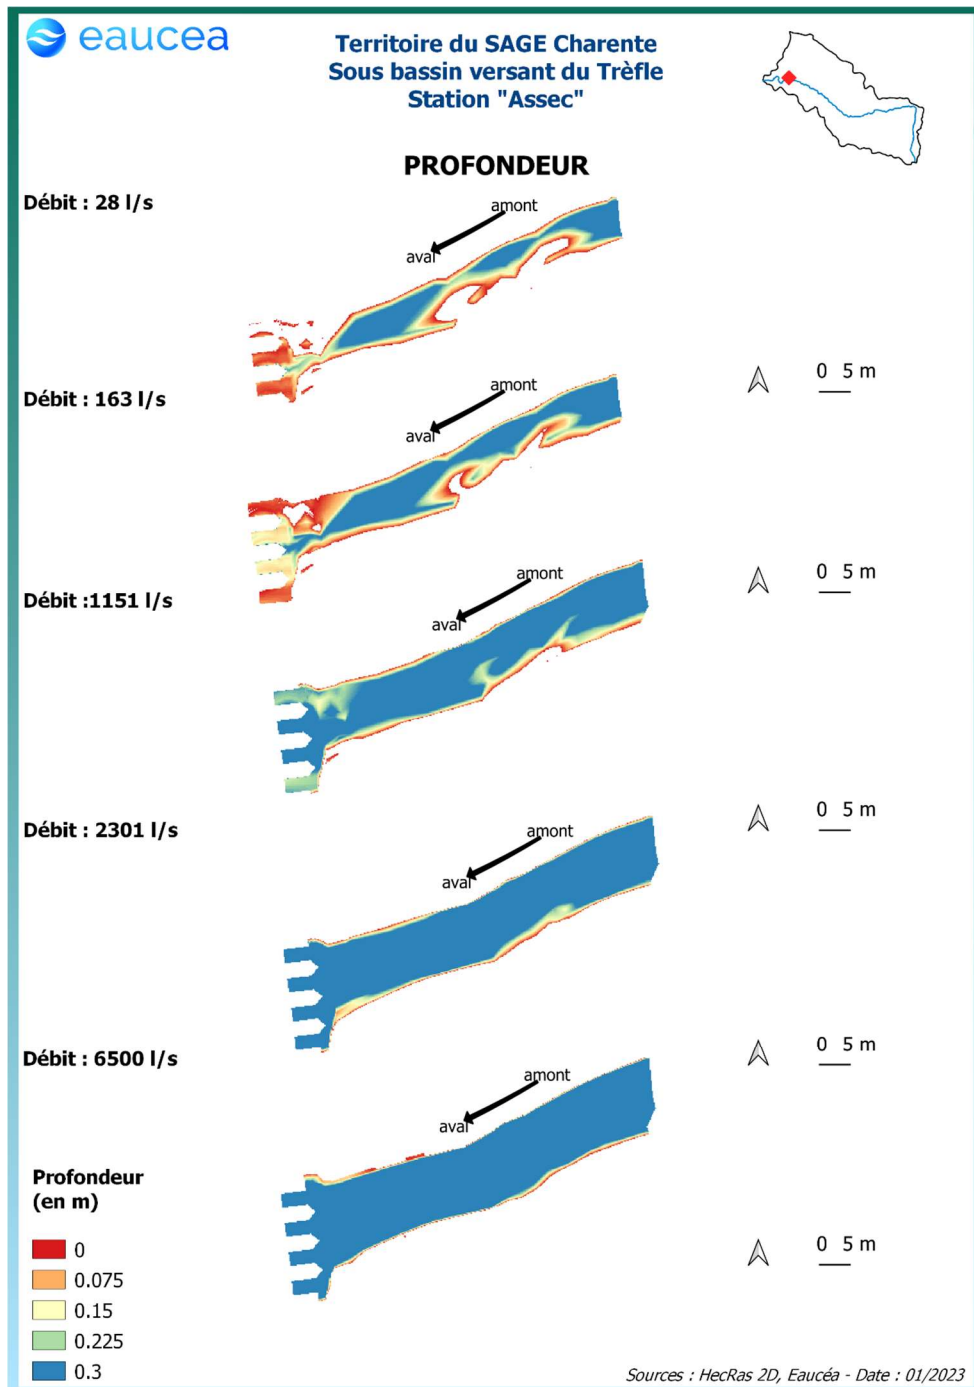 eaucea
Territoire du SAGE Charente
Sous bassin versant du Trèfle
Station "Assec"
PROFONDEUR
Débit : 28 l/s
amont
aval
0 5 m
Débit : 163 l/s
amont
aval
0 5 m
Débit :1151 l/s
amont
aval
0 5 m
Débit : 2301 l/s
amont
aval
0 5 m
Débit : 6500 l/s
amont
aval
0 5 m
Profondeur
(en m)
0
0.075
0.15
0.225
0.3
Sources : HecRas 2D, Eaucéa - Date : 01/2023